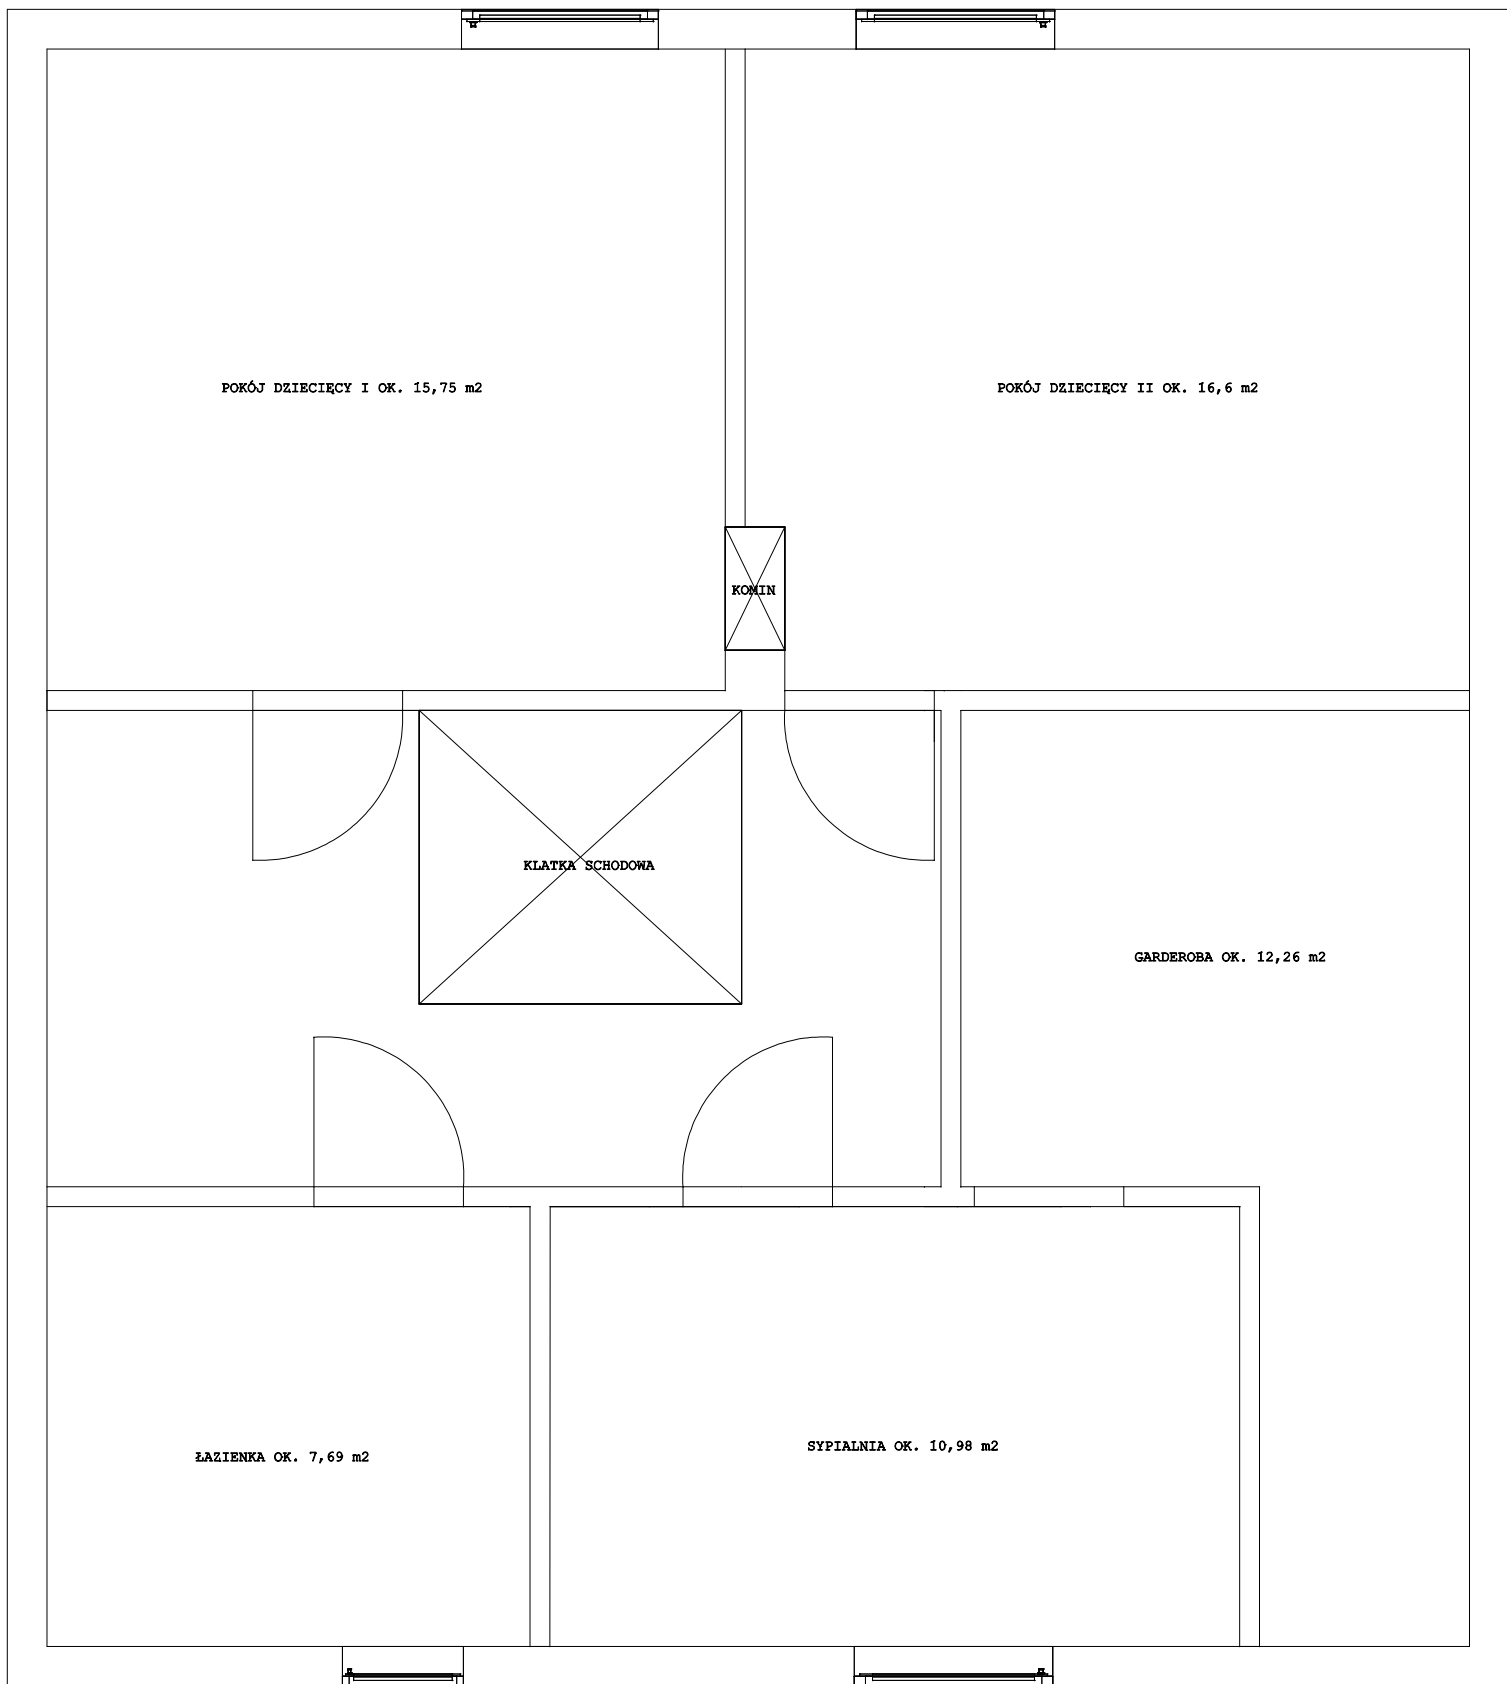 POKÓJ DZIECIĘCY I OK. 15,75 m2
POKÓJ DZIECIĘCY II OK. 16,6 m2
KOMIN
KLATKA SCHODOWA
GARDEROBA OK. 12,26 m2
ŁAZIENKA OK. 7,69 m2
SYPIALNIA OK. 10,98 m2